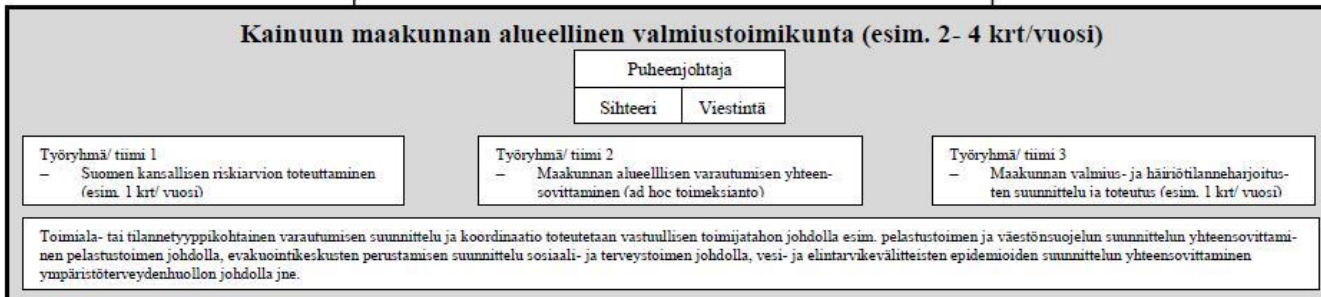 Kainuun maakunnan alueellinen valmiustoimikunta (esim. 2- 4 krt/vuosi)
Puheenjohtaja
Sihteeri
Viestintä
Työryhmä/ tiimi 1
– Suomen kansallisen riskiarvion toteuttaminen
(esim. 1 krt/ vuosi)
Työryhmä/ tiimi 2
– Maakunnan alueelllisen varautumisen yhteen-
sovittaminen (ad hoc toimeksianto)
Työryhmä/ tiimi 3
– Maakunnan valmius- ja häiriötilanneharjoitus-
ten suunnittelu ja toteutus (esim. 1 krt/ vuosi)
Toimiala- tai tilannetyyppikohtainen varautumisen suunnittelu ja koordinaatio toteutetaan vastuullisen toimijatahon johdolla esim. pelastustoimen ja väestönsuojelun suunnittelun yhteensovittami-
nen pelastustoimen johdolla, evakuointikeskusten perustamisen suunnittelu sosiaali- ja terveystoimen johdolla, vesi- ja elintarvikevälitteisten epidemioiden suunnittelun yhteensovittaminen
ympäristöterveydenhuollon johdolla jne.